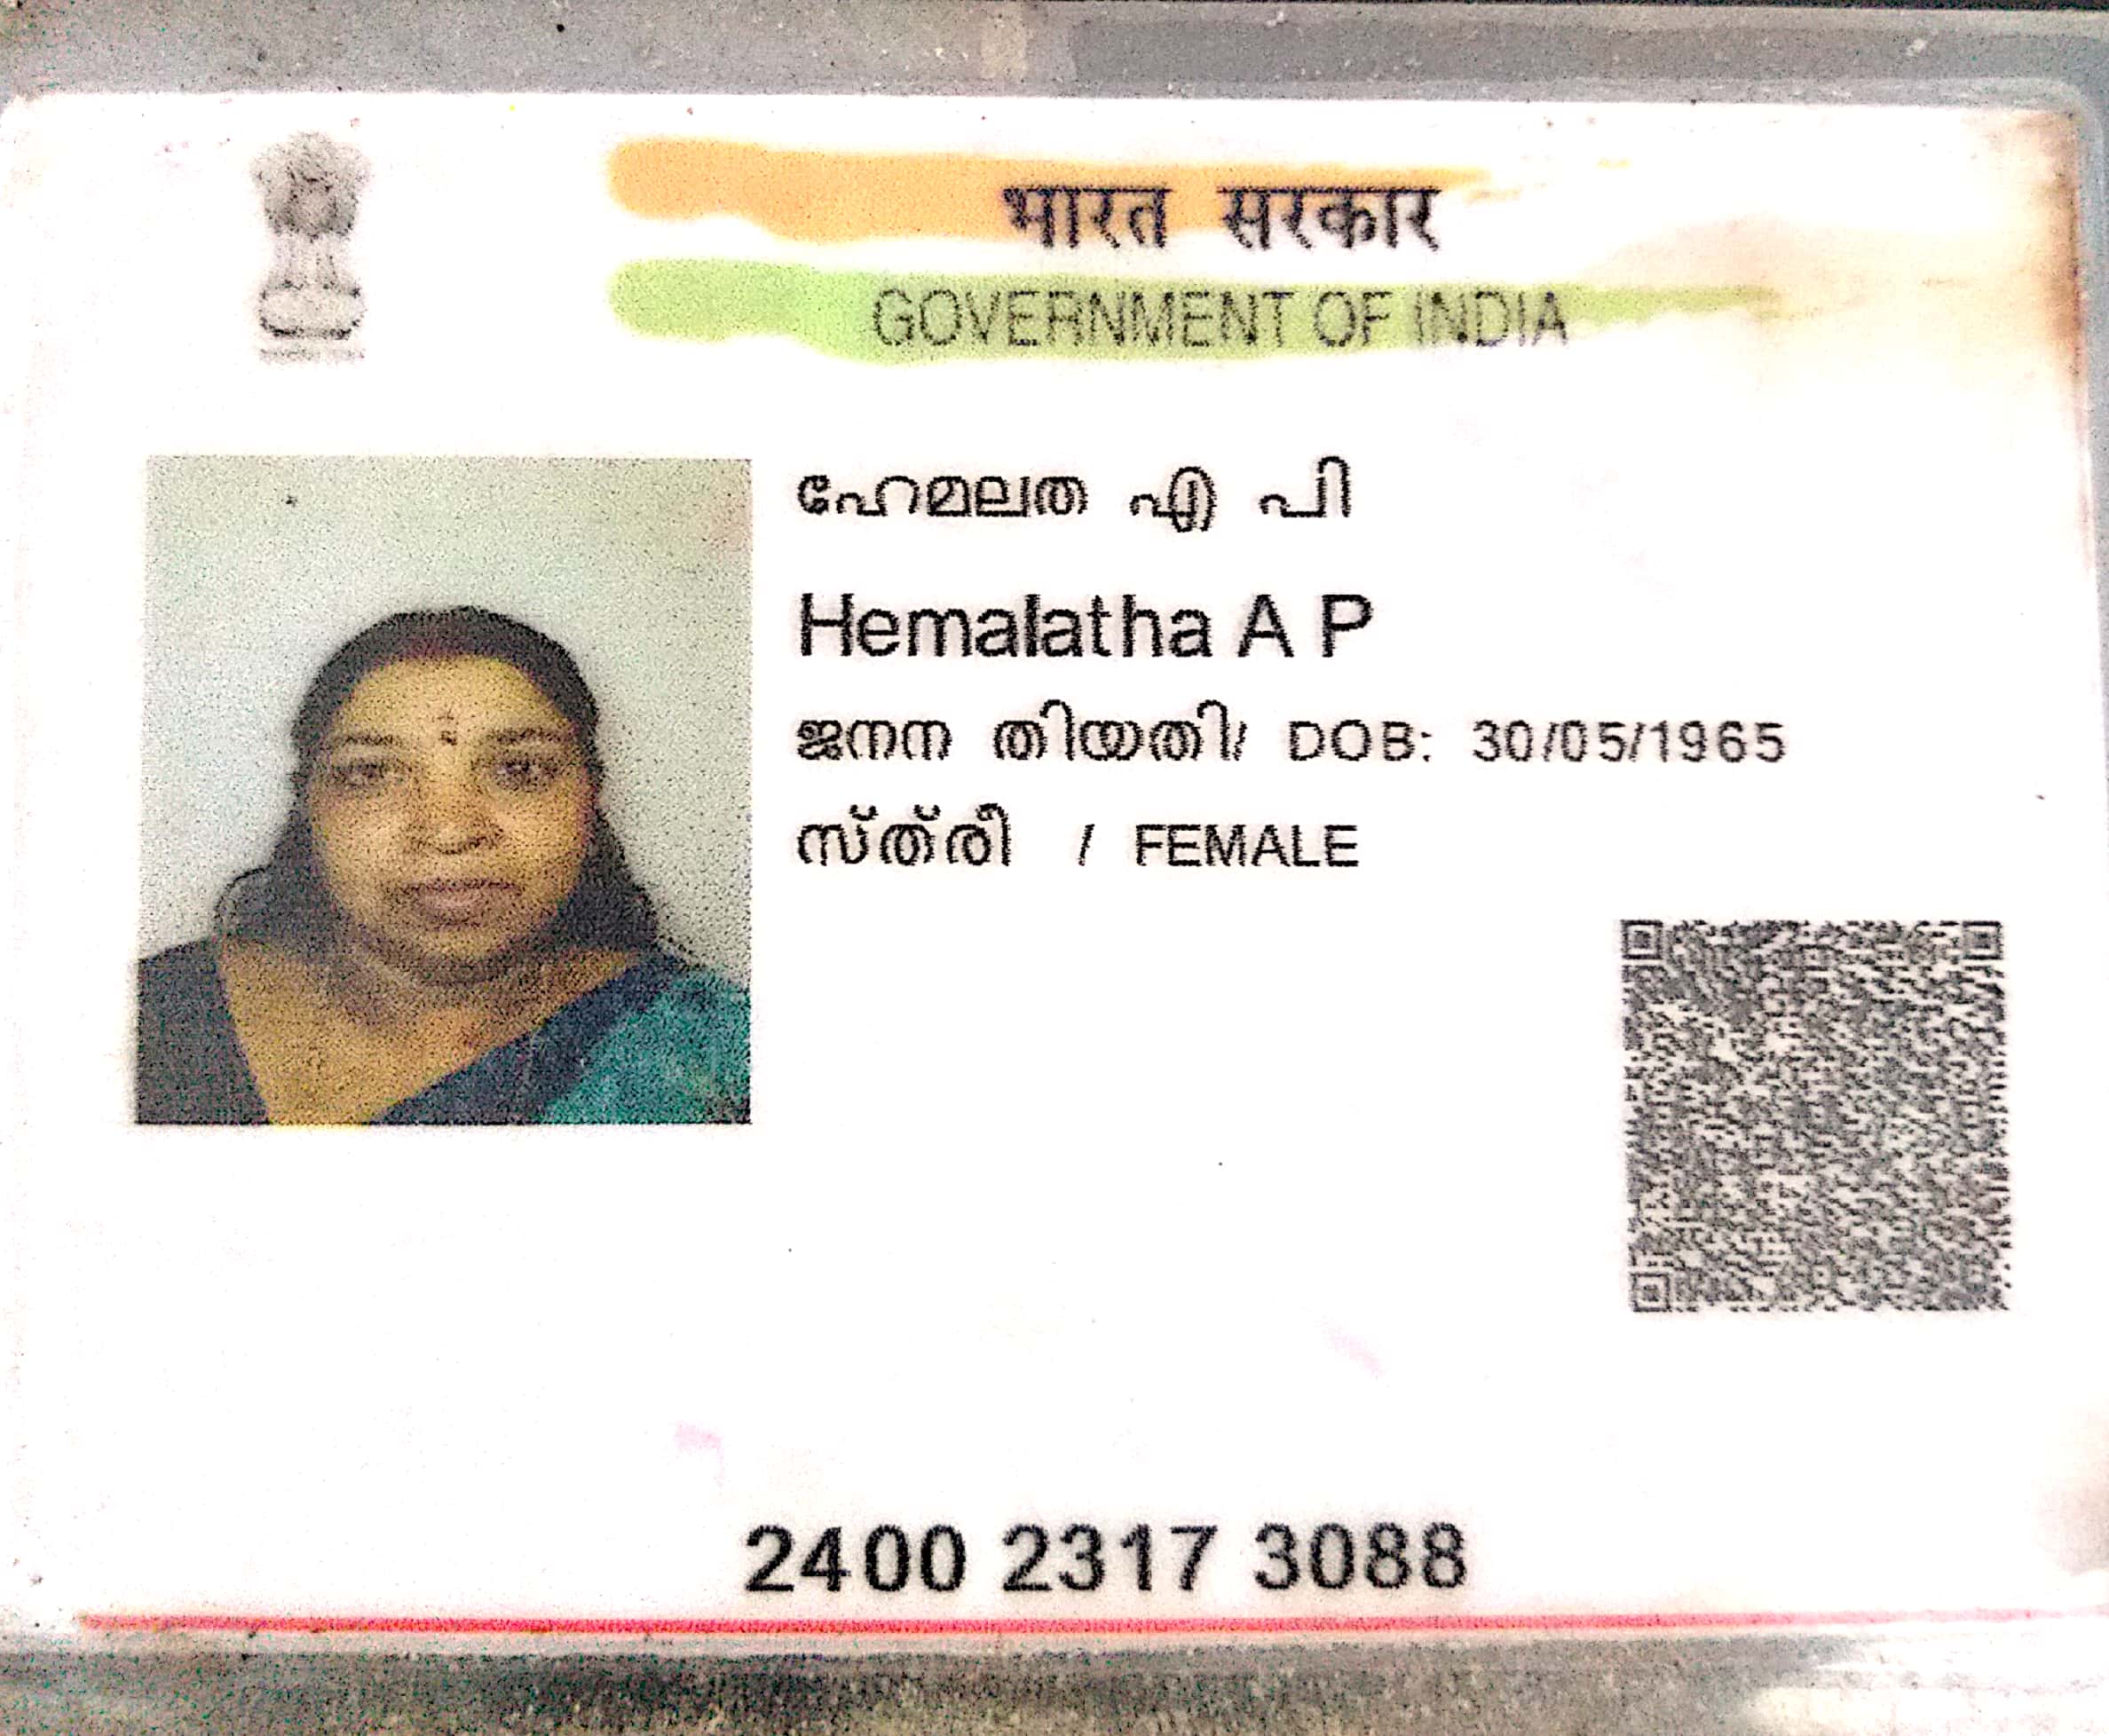 भारत सरकार
GOVERNMENT OF INDIA
ഹേമലത എ പി
Hemalatha A P
ജനന തിയതി/ DOB: 30/05/1965
സ്ത്രീ / FEMALE
2400 2317 3088